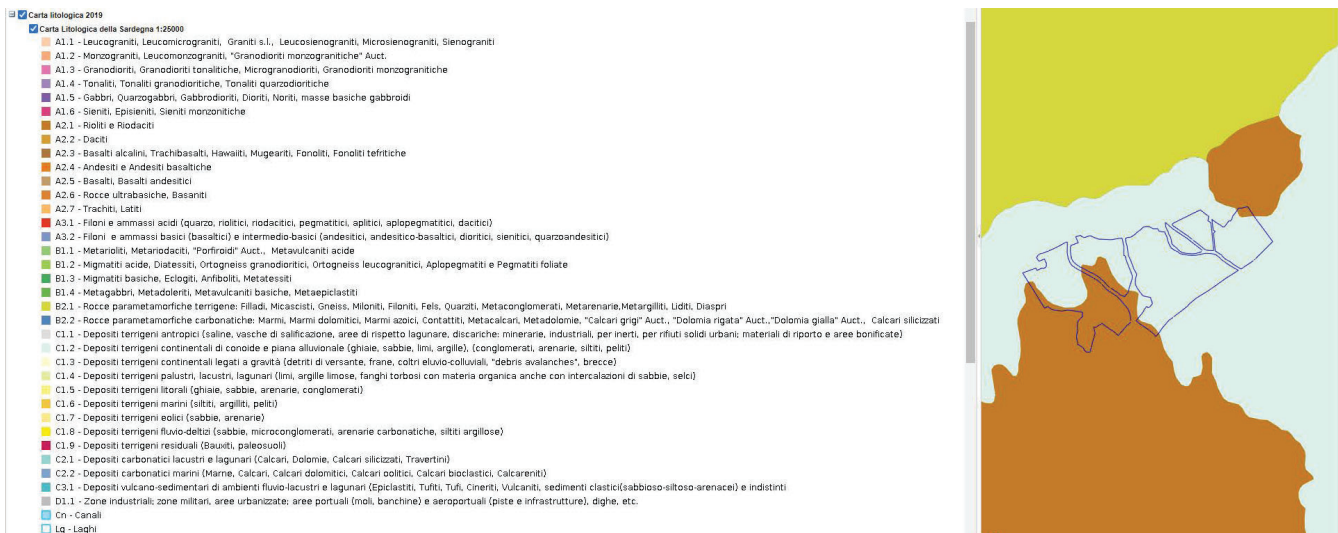 Carta litologica 2019
Carta Litologica della Sardegna 1:25000
A1.1 - Leucograniti, Leucomicrograniti, Graniti s.l., Leucosienograniti, Microsienograniti, Sienograniti
A1.2 - Monzograniti, Leucomonzograniti, "Granodioriti monzogranitiche" Auct.
A1.3 - Granodioriti, Granodioriti tonalitiche, Microgranodioriti, Granodioriti monzogranitiche
A1.4 - Tonaliti, Tonaliti granodioritiche, Tonaliti quarzodioritiche
A1.5 - Gabbri, Quarzogabbri, Gabbrodioriti, Dioriti, Noriti, masse basiche gabbroidi
A1.6 - Sieniti, Episieniti, Sieniti monzonitiche
A2.1 - Rioliti e Riodaciti
A2.2 - Daciti
A2.3 - Basalti alcalini, Trachibasalti, Hawaiiti, Mugeariti, Fonoliti, Fonoliti tefritiche
A2.4 - Andesiti e Andesiti basaltiche
A2.5 - Basalti, Basalti andesitici
A2.6 - Rocce ultrabasiche, Basaniti
A2.7 - Trachiti, Latiti
A3.1 - Filoni e ammassi acidi (quarzo, riolitici, riodacitici, pegmatitici, aplitici, aplopegmatitici, dacitici)
A3.2 - Filoni e ammassi basici (basaltici) e intermedio-basici (andesitici, andesitico-basaltici, dioritici, sienitici, quarzoandesitici)
B1.1 - Metarioliti, Metariodaciti, "Porfiroidi" Auct., Metavulcaniti acide
B1.2 - Migmatiti acide, Diatessiti, Ortogneiss granodioritici, Ortogneiss leucogranitici, Aplopegmatiti e Pegmatiti foliate
B1.3 - Migmatiti basiche, Eclogiti, Anfiboliti, Metatessiti
B1.4 - Metagabbri, Metadoleriti, Metavulcaniti basiche, Metaepiclastiti
B2.1 - Rocce parametamorfiche terrigene: Filladi, Micascisti, Gneiss, Miloniti, Filoniti, Fels, Quarziti, Metaconglomerati, Metarenarie.Metargilliti, Liditi, Diaspri
B2.2 - Rocce parametamorfiche carbonatiche: Marmi, Marmi dolomitici, Marmi azoici, Contattiti, Metacalcari, Metadolomie, "Calcari grigi" Auct., "Dolomia rigata" Auct.,"Dolomia gialla" Auct., Calcari silicizzati
C1.1 - Depositi terrigeni antropici (saline, vasche di salificazione, aree di rispetto lagunare, discariche: minerarie, industriali, per inerti, per rifiuti solidi urbani; materiali di riporto e aree bonificate)
C1.2 - Depositi terrigeni continentali di conoide e piana alluvionale (ghiaie, sabbie, limi, argille), (conglomerati, arenarie, siltiti, peliti)
C1.3 - Depositi terrigeni continentali legati a gravità (detriti di versante, frane, coltri eluvio-colluviali, "debris avalanches", brecce)
C1.4 - Depositi terrigeni palustri, lacustri, lagunari (limi, argille limose, fanghi torbosi con materia organica anche con intercalazioni di sabbie, selci)
C1.5 - Depositi terrigeni litorali (ghiaie, sabbie, arenarie, conglomerati)
C1.6 - Depositi terrigeni marini (siltiti, argilliti, peliti)
C1.7 - Depositi terrigeni eolici (sabbie, arenarie)
C1.8 - Depositi terrigeni fluvio-deltizi (sabbie, microconglomerati, arenarie carbonatiche, siltiti argillose)
C1.9 - Depositi terrigeni residuali (Bauxiti, paleosuoli)
C2.1 - Depositi carbonatici lacustri e lagunari (Calcari, Dolomie, Calcari silicizzati, Travertini)
C2.2 - Depositi carbonatici marini (Marne, Calcari, Calcari dolomitici, Calcari oolitici, Calcari bioclastici, Calcareniti)
C3.1 - Depositi vulcano-sedimentari di ambienti fluvio-lacustri e lagunari (Epiclastiti, Tufiti, Tufi, Cineriti, Vulcaniti, sedimenti clastici(sabbioso-siltoso-arenacei) e indistinti
D1.1 - Zone industriali; zone militari, aree urbanizzate; aree portuali (moli, banchine) e aeroportuali (piste e infrastrutture), dighe, etc.
Cn - Canali
Lg - Laghi